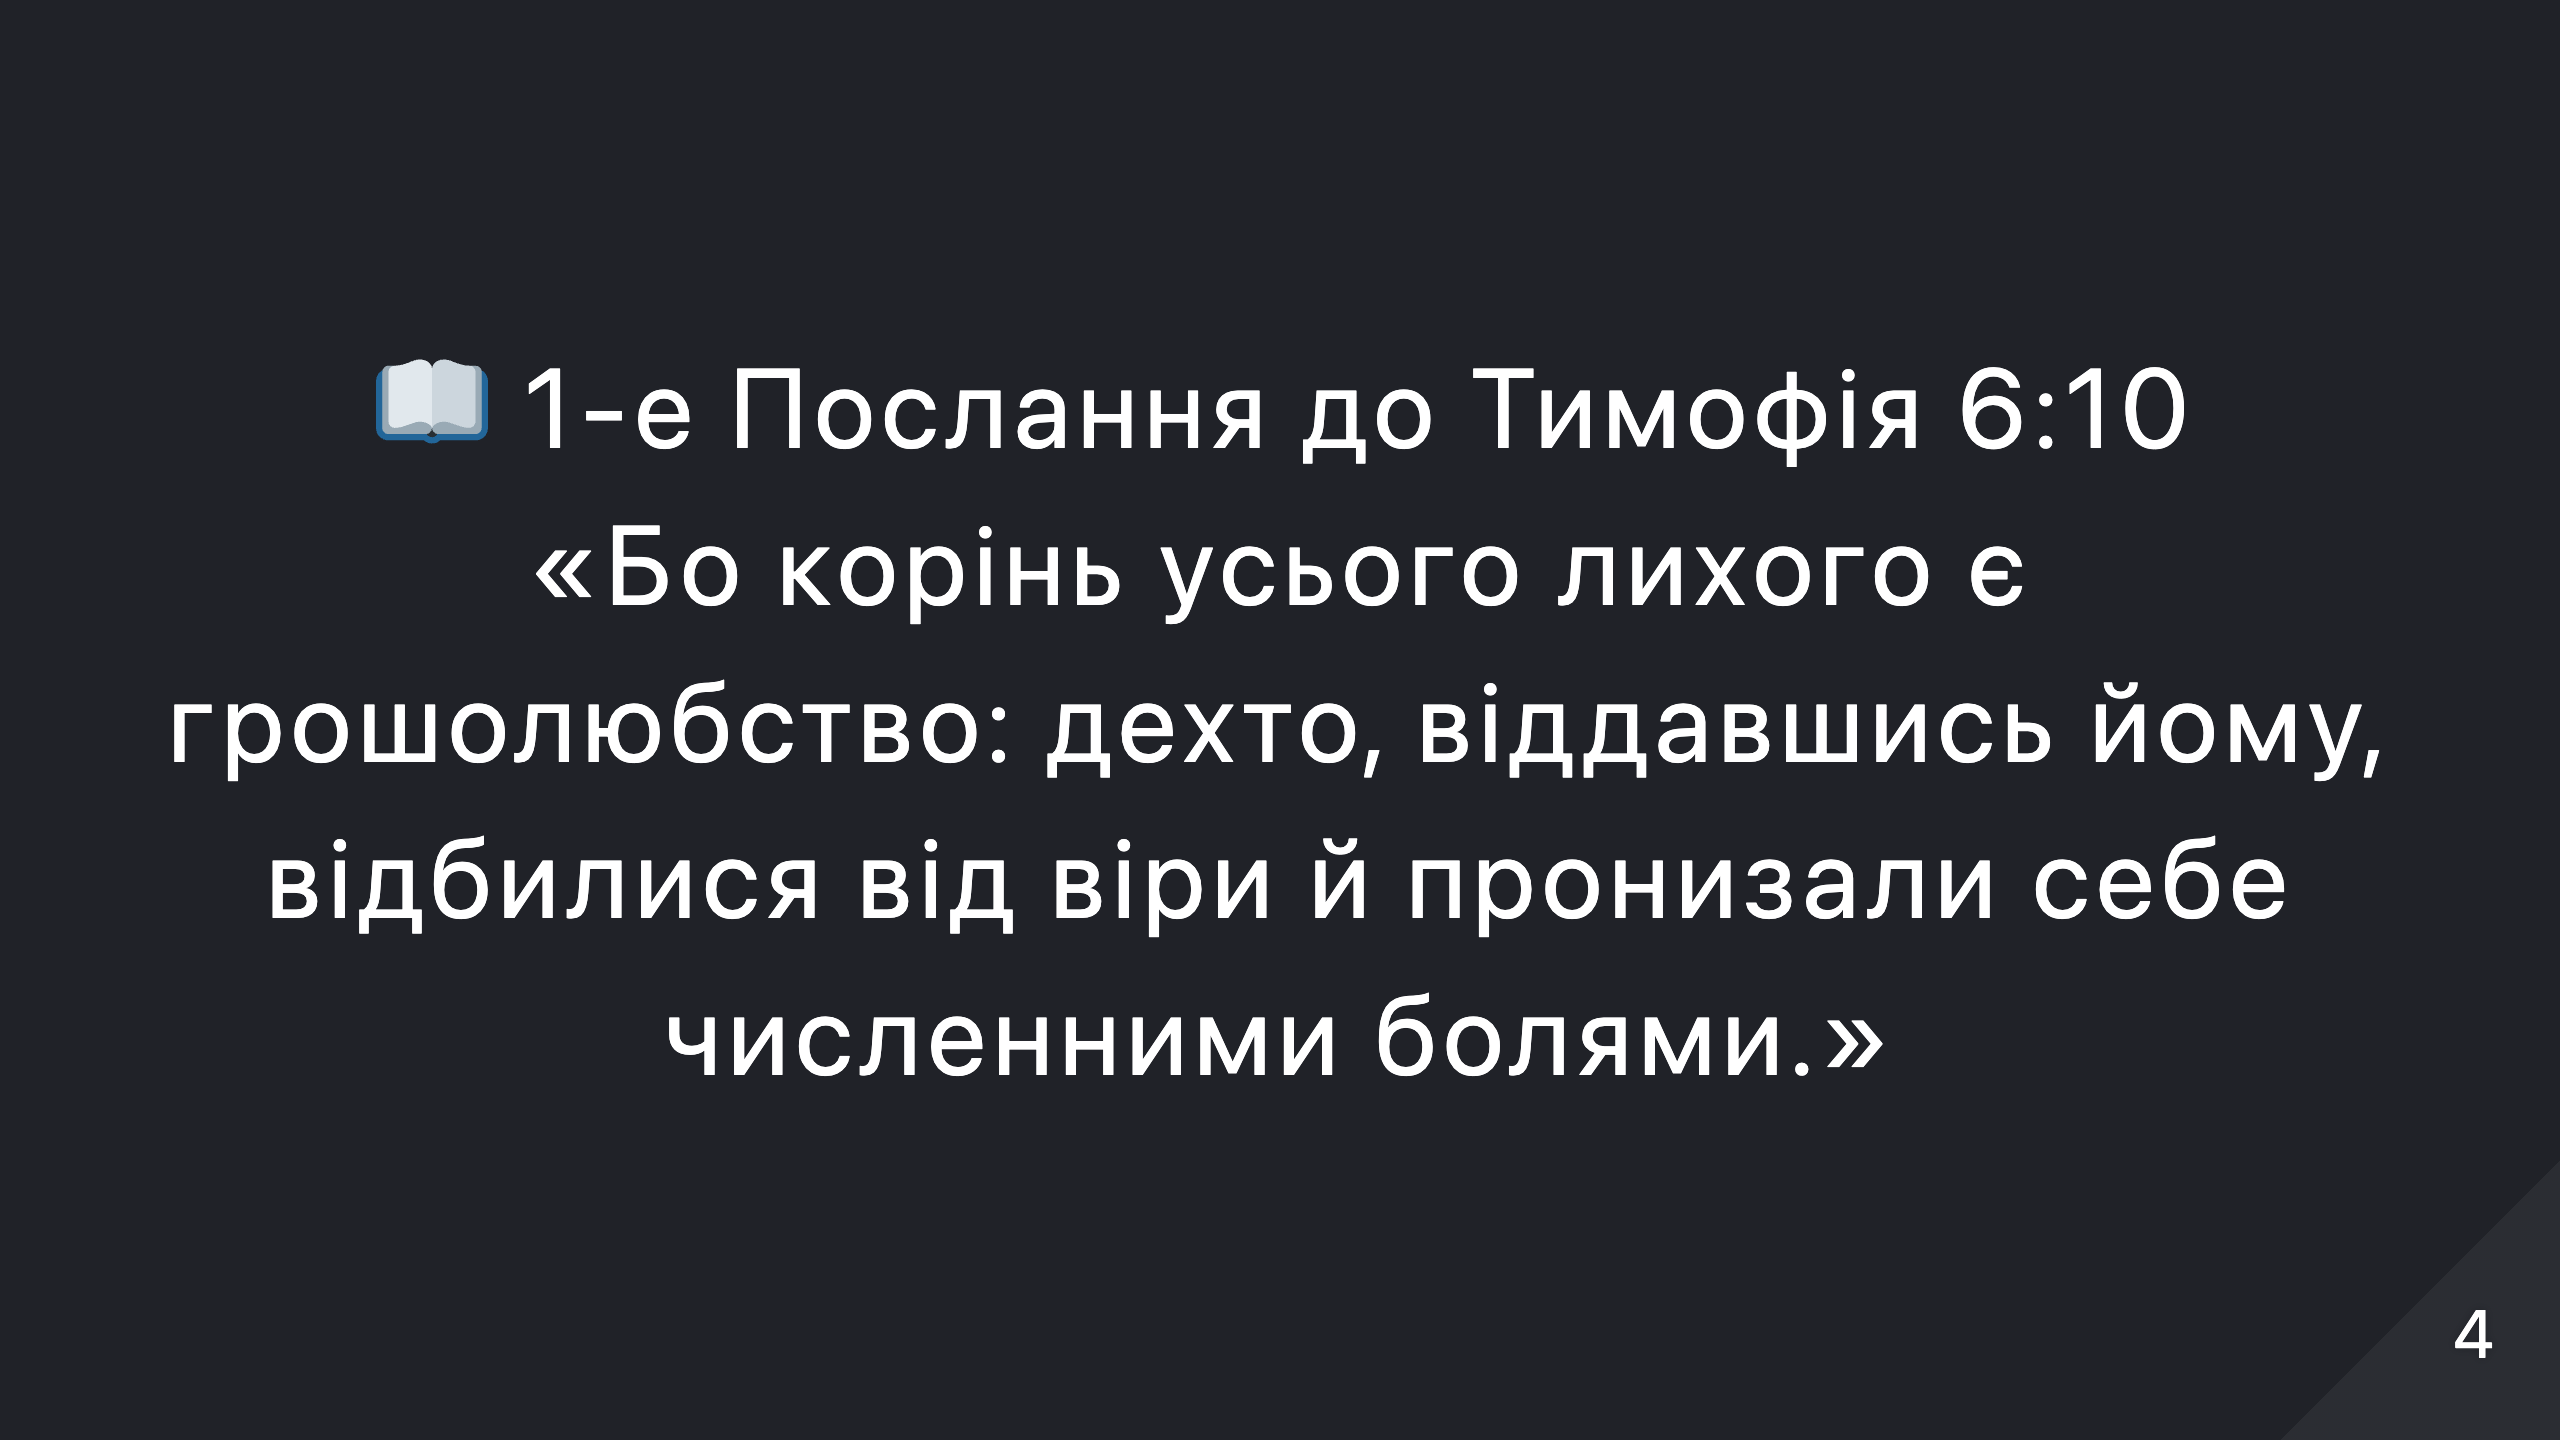 📖 1-е Послання до Тимофія 6:10
«Бо корінь усього лихого є
грошолюбство: дехто, віддавшись йому,
відбилися від віри й пронизали себе
численними болями.»
4